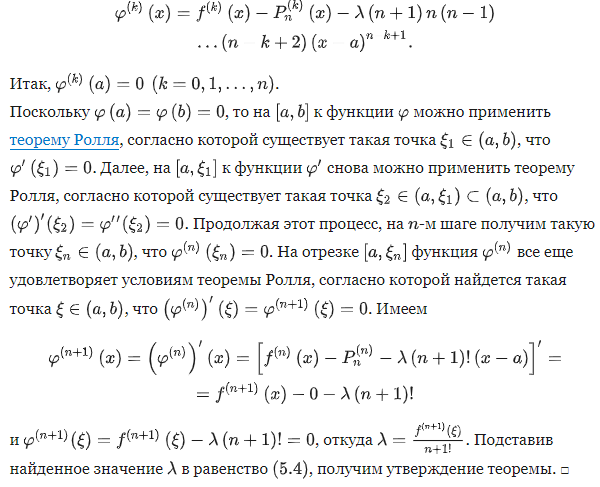 φ^{(k)} (x) = f^{(k)} (x) − P_n^{(k)} (x) − λ (n + 1) n (n − 1)
… (n − k + 2) (x − a)^{n k+1}.
Итак, φ^{(k)} (a) = 0 (k = 0, 1, …, n).
Поскольку φ (a) = φ (b) = 0, то на [a, b] к функции φ можно применить
теорему Ролля, согласно которой существует такая точка ξ₁ ∈ (a, b), что
φ′ (ξ₁) = 0. Далее, на [a, ξ₁] к функции φ′ снова можно применить теорему
Ролля, согласно которой существует такая точка ξ₂ ∈ (a, ξ₁) ⊂ (a, b), что
(φ′)′(ξ₂) = φ′′(ξ₂) = 0. Продолжая этот процесс, на n-м шаге получим такую
точку ξ_n ∈ (a, b), что φ^{(n)} (ξ_n) = 0. На отрезке [a, ξ_n] функция φ^{(n)} все еще
удовлетворяет условиям теоремы Ролля, согласно которой найдется такая
точка ξ ∈ (a, b), что (φ^{(n)})′ (ξ) = φ^{(n+1)} (ξ) = 0. Имеем
φ^{(n+1)} (x) = (φ^{(n)})′ (x) = [f^{(n)} (x) − P_n^{(n)} − λ (n + 1)! (x − a)]′ =
= f^{(n+1)} (x) − 0 − λ (n + 1)!
и φ^{(n+1)}(ξ) = f^{(n+1)} (ξ) − λ (n + 1)! = 0, откуда λ = \frac{f^{(n+1)}(ξ)}{n+1!}. Подставив
найденное значение λ в равенство (5.4), получим утверждение теоремы. □